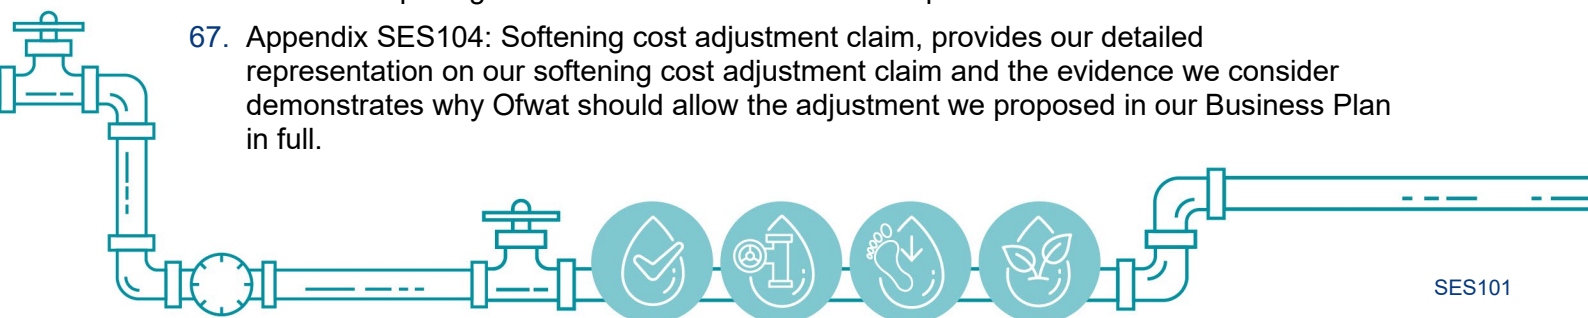 67. Appendix SES104: Softening cost adjustment claim, provides our detailed
representation on our softening cost adjustment claim and the evidence we consider
demonstrates why Ofwat should allow the adjustment we proposed in our Business Plan
in full.
SES101